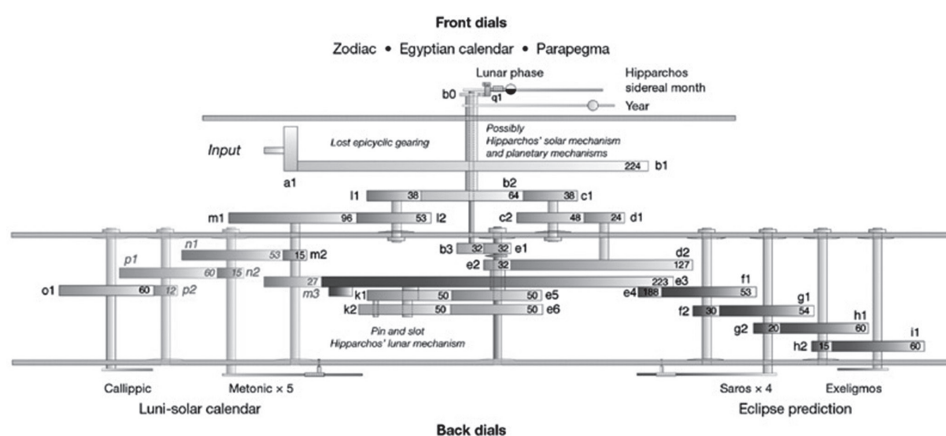 Front dials
Zodiac • Egyptian calendar • Parapegma
Lunar phase
Hipparchos'
sidereal month
b0
q1
Year
Input
Lost epicyclic gearing
Possibly
Hipparchos' solar mechanism
and planetary mechanisms
224 b1
a1
b2
l1 38 64 38 c1
m1 96 53 l2 c2 48 24 d1
b3 32 32 e1
n1 53 15 m2 d2
p1 60 15 n2 e2 32 127
27 223 e3 f1
o1 60 12 p2 m3 k1 50 50 e5 e4 188 53
k2 50 50 e6 f2 30 54 g1
Pin and slot
Hipparchos' lunar mechanism
g2 20 60 h1
h2 15 60 i1
Callippic Metonic × 5 Saros × 4 Exeligmos
Luni-solar calendar Eclipse prediction
Back dials